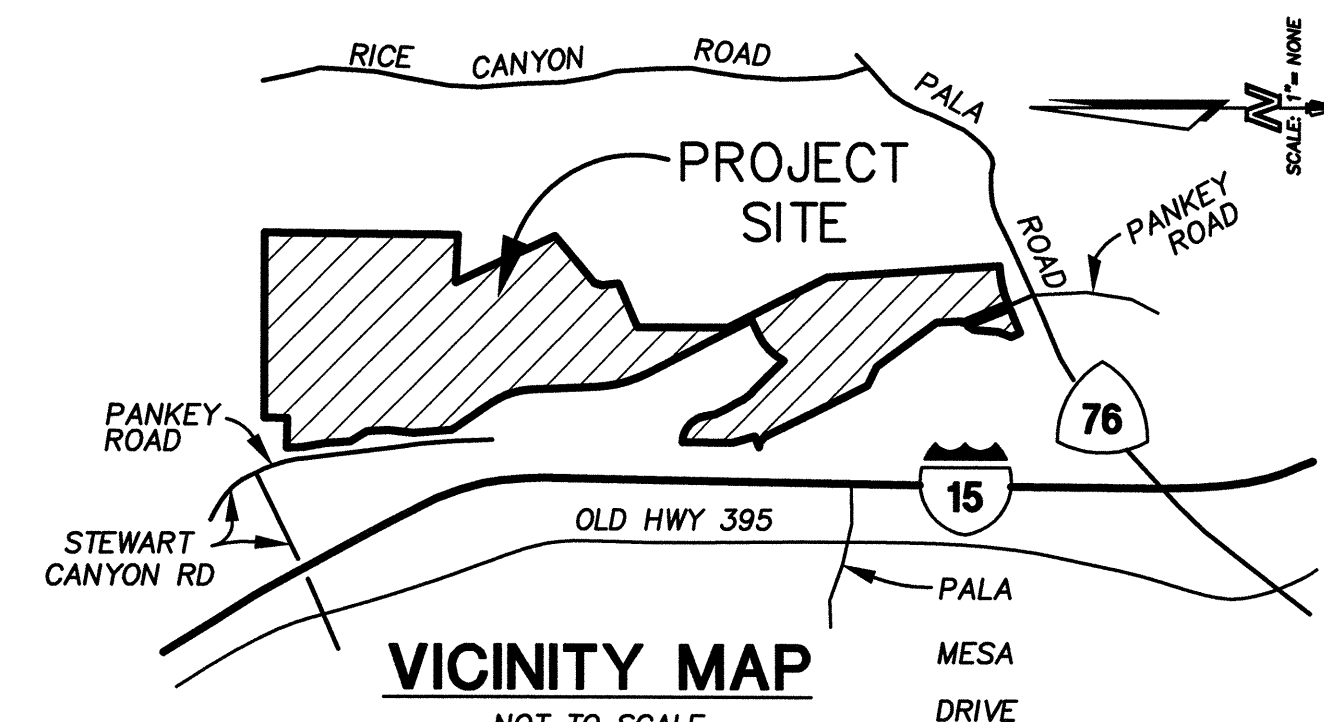 RICE CANYON ROAD
PALA
ROAD
N
SCALE: 1"= NONE
PROJECT
SITE
PANKEY
ROAD
PANKEY
ROAD
76
15
STEWART
CANYON RD
OLD HWY 395
PALA
MESA
DRIVE
VICINITY MAP
NOT TO SCALE